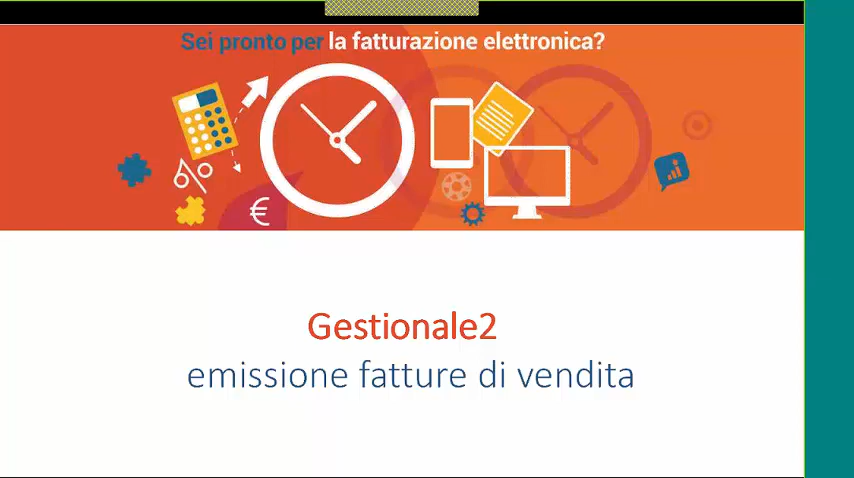 Sei pronto per la fatturazione elettronica?
%
€
Gestionale2
emissione fatture di vendita